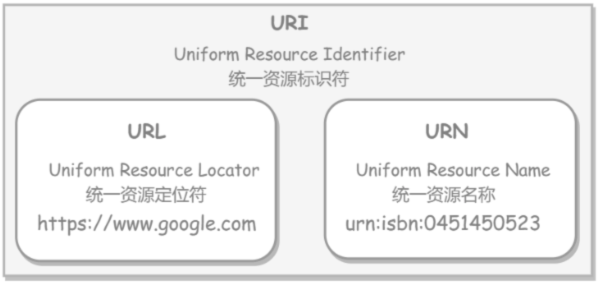 URI
Uniform Resource Identifier
统一资源标识符
URL
Uniform Resource Locator
统一资源定位符
https://www.google.com
URN
Uniform Resource Name
统一资源名称
urn:isbn:0451450523